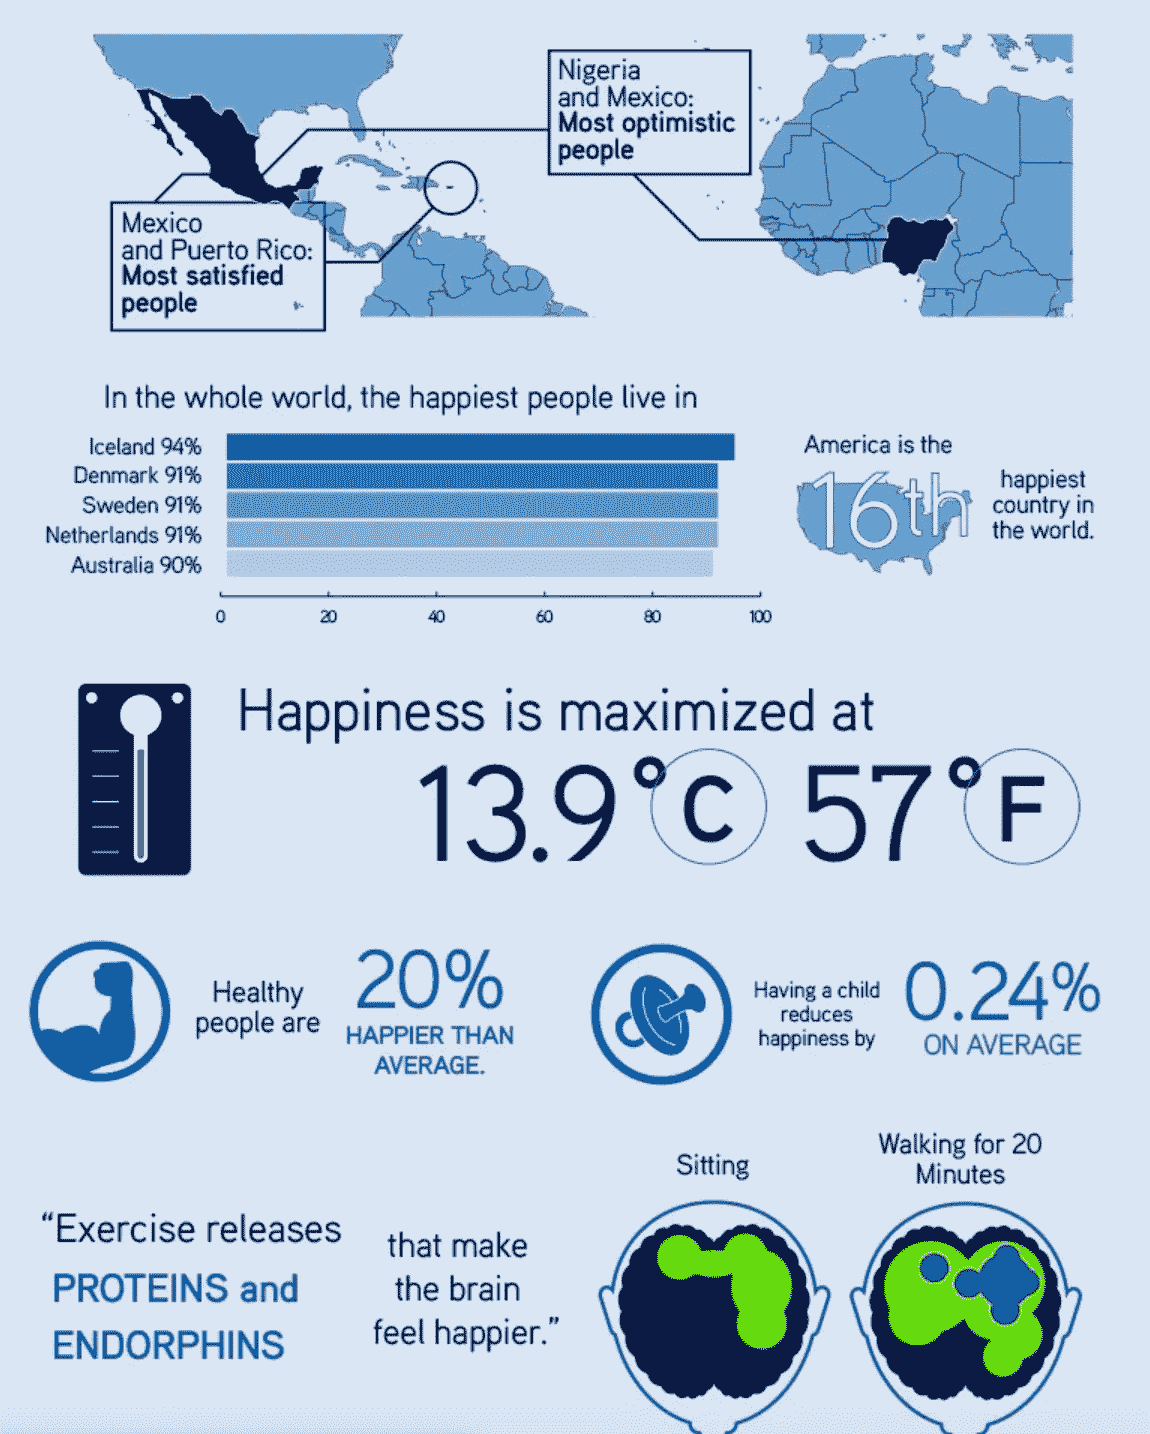 Nigeria
and Mexico:
Most optimistic
people
Mexico
and Puerto Rico:
Most satisfied
people
In the whole world, the happiest people live in
Iceland 94%
Denmark 91%
Sweden 91%
Netherlands 91%
Australia 90%
0 20 40 60 80 100
America is the
16th
happiest
country in
the world.
Happiness is maximized at
13.9°C 57°F
Healthy
people are
20%
HAPPIER THAN
AVERAGE.
Having a child
reduces
happiness by
0.24%
ON AVERAGE
“Exercise releases
PROTEINS and
ENDORPHINS
that make
the brain
feel happier.”
Sitting
Walking for 20
Minutes